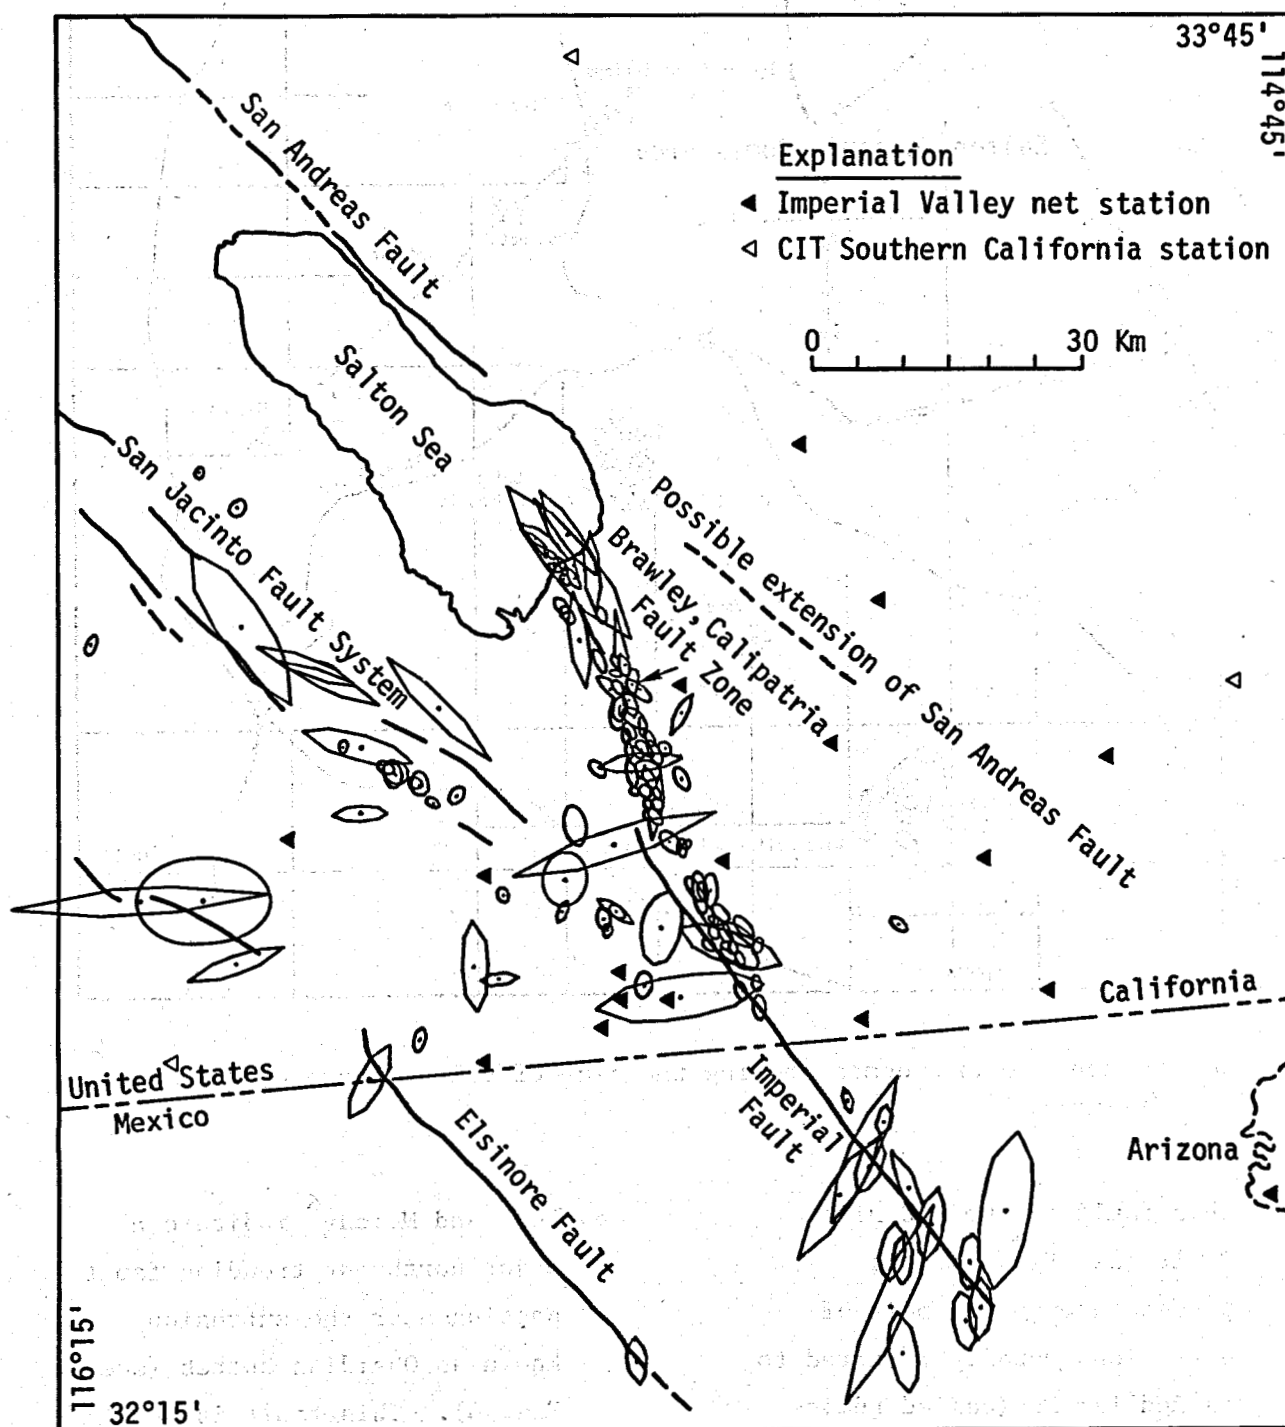 33°45'
114°45'
San Andreas Fault
Explanation
Imperial Valley net station
CIT Southern California station
0 30 Km
Salton Sea
San Jacinto Fault System
Possible extension of San Andreas Fault
Brawley, Calipatria
Fault Zone
California
United States
Mexico
Imperial
Fault
Elsinore Fault
Arizona
116°15'
32°15'